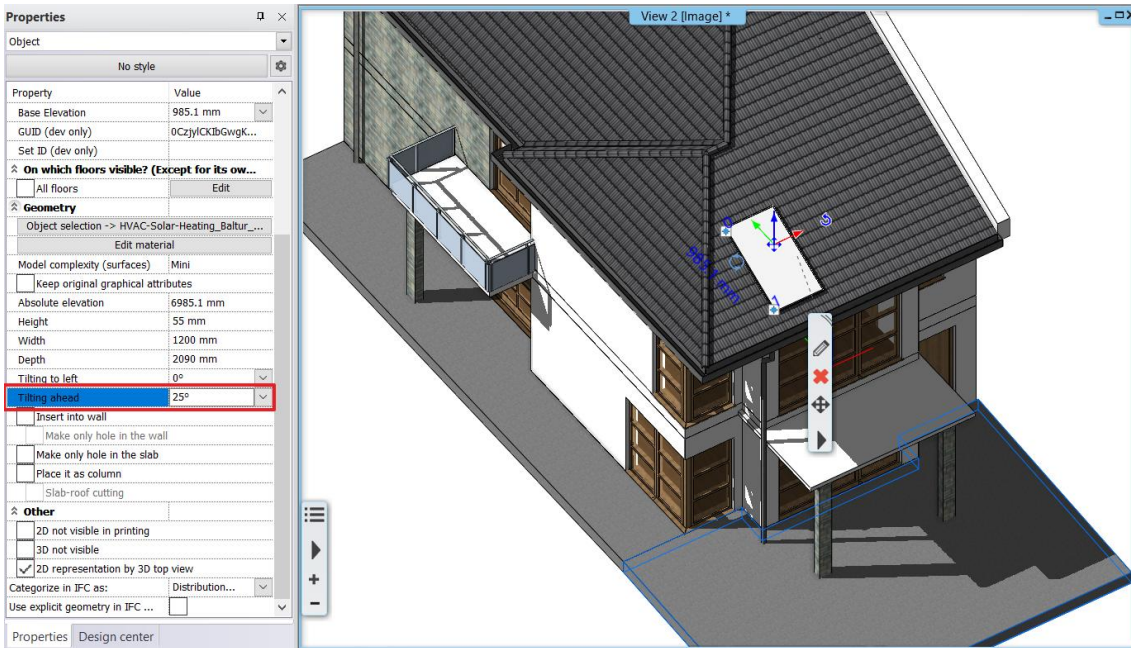 Properties
Object
No style
Property Value
Base Elevation 985.1 mm
GUID (dev only) 0CzjylCKIbGwgK...
Set ID (dev only)
On which floors visible? (Except for its ow...
All floors Edit
Geometry
Object selection -> HVAC-Solar-Heating_Baltur_...
Edit material
Model complexity (surfaces) Mini
Keep original graphical attributes
Absolute elevation 6985.1 mm
Height 55 mm
Width 1200 mm
Depth 2090 mm
Tilting to left 0°
Tilting ahead 25°
Insert into wall
Make only hole in the wall
Make only hole in the slab
Place it as column
Slab-roof cutting
Other
2D not visible in printing
3D not visible
2D representation by 3D top view
Categorize in IFC as: Distribution...
Use explicit geometry in IFC ...
Properties Design center
View 2 [Image] *